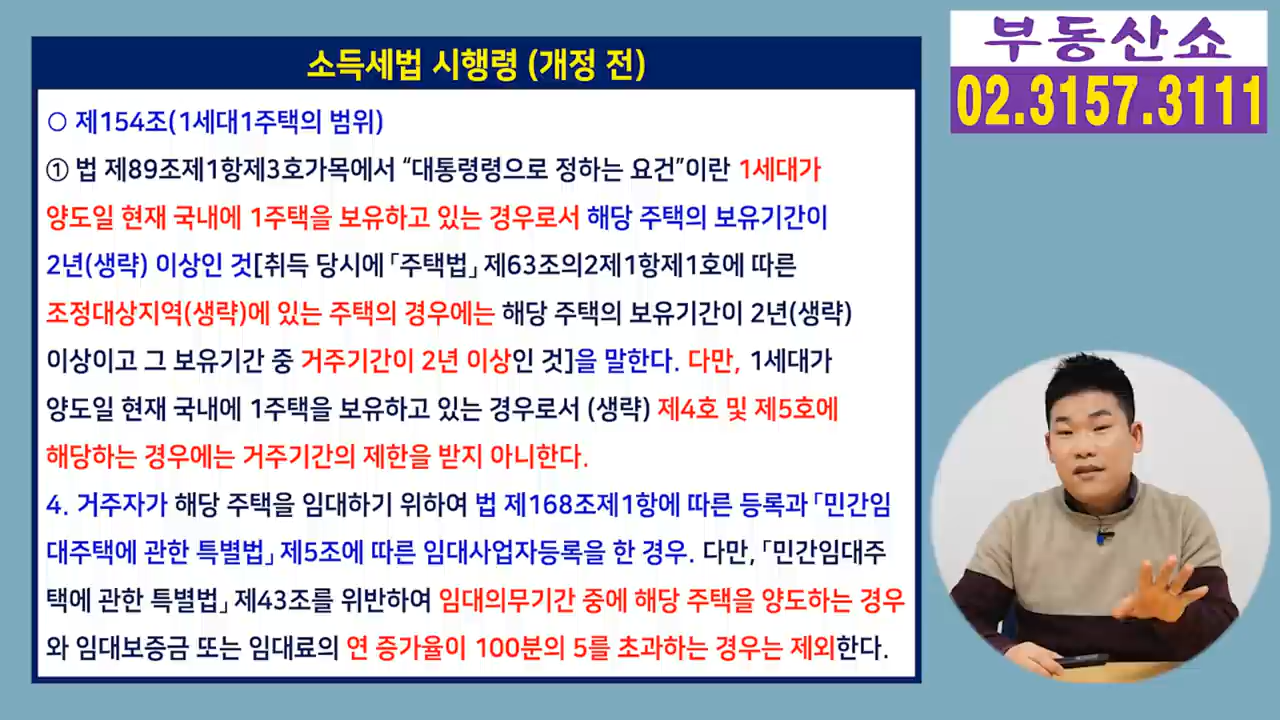 소득세법 시행령 (개정 전)
부동산쇼
02.3157.3111
○ 제154조(1세대1주택의 범위)
① 법 제89조제1항제3호가목에서 “대통령령으로 정하는 요건”이란 1세대가
양도일 현재 국내에 1주택을 보유하고 있는 경우로서 해당 주택의 보유기간이
2년(생략) 이상인 것[취득 당시에 「주택법」 제63조의2제1항제1호에 따른
조정대상지역(생략)에 있는 주택의 경우에는 해당 주택의 보유기간이 2년(생략)
이상이고 그 보유기간 중 거주기간이 2년 이상인 것]을 말한다. 다만, 1세대가
양도일 현재 국내에 1주택을 보유하고 있는 경우로서 (생략) 제4호 및 제5호에
해당하는 경우에는 거주기간의 제한을 받지 아니한다.
4. 거주자가 해당 주택을 임대하기 위하여 법 제168조제1항에 따른 등록과 「민간임
대주택에 관한 특별법」 제5조에 따른 임대사업자등록을 한 경우. 다만, 「민간임대주
택에 관한 특별법」 제43조를 위반하여 임대의무기간 중에 해당 주택을 양도하는 경우
와 임대보증금 또는 임대료의 연 증가율이 100분의 5를 초과하는 경우는 제외한다.